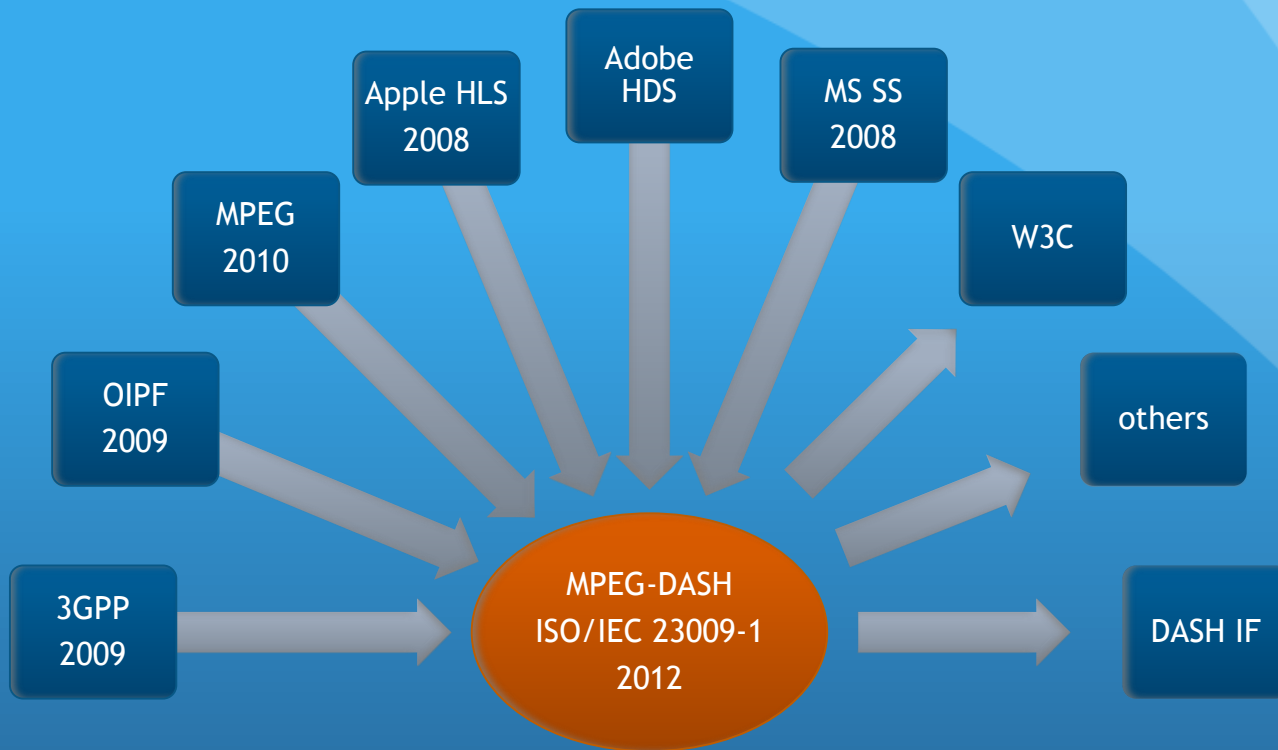 Adobe
HDS
Apple HLS
2008
MS SS
2008
MPEG
2010
W3C
OIPF
2009
others
3GPP
2009
MPEG-DASH
ISO/IEC 23009-1
2012
DASH IF